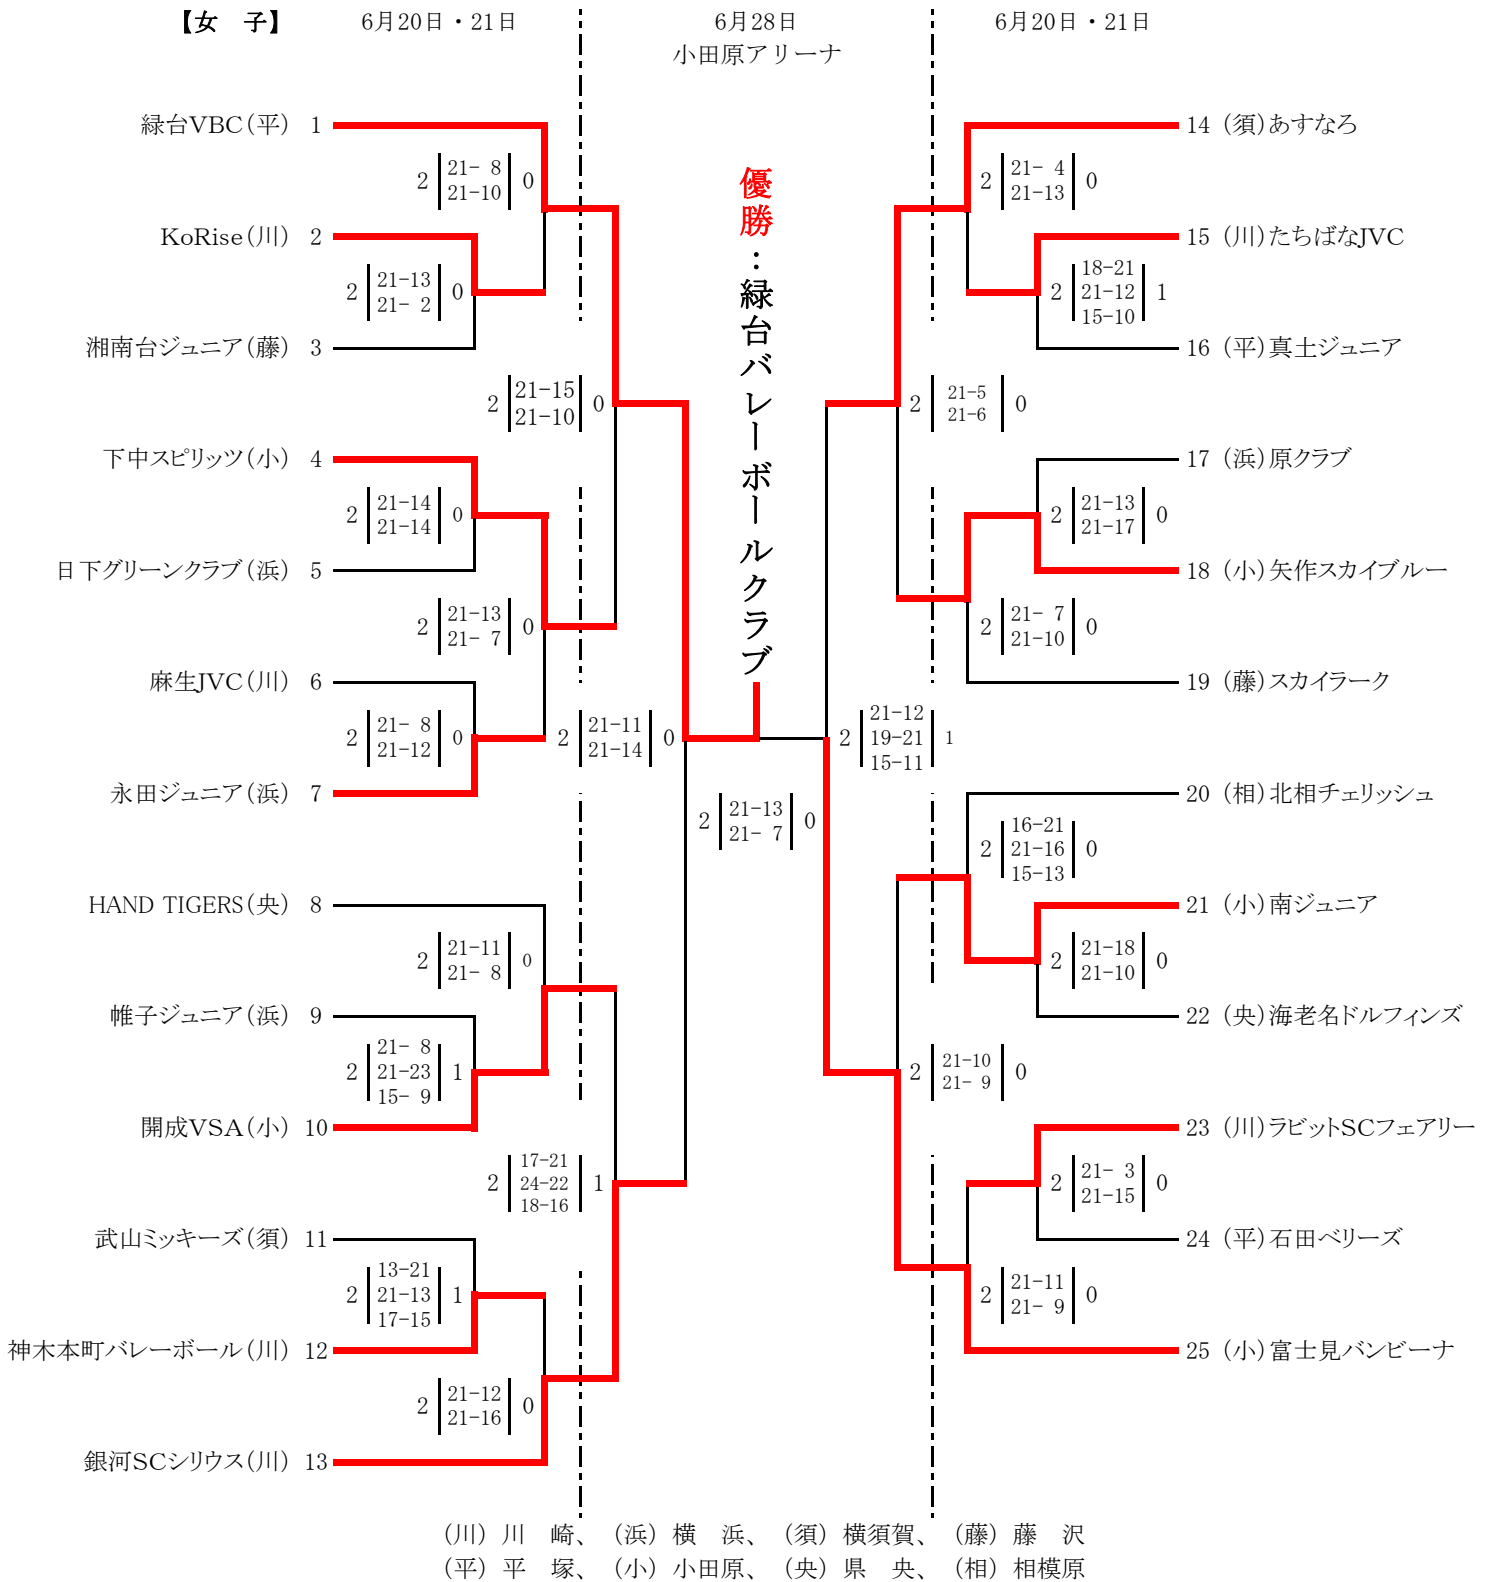 【女　子】 6月20日・21日 6月28日 6月20日・21日
小田原アリーナ
緑台VBC（平） 1
14 （須）あすなろ
2 21- 8 0
21-10
2 21- 4 0
21-13
優勝：緑台バレーボールクラブ
KoRise（川） 2
15 （川）たちばなJVC
2 21-13 0
21- 2
18-21
2 21-12 1
15-10
湘南台ジュニア（藤） 3
16 （平）真土ジュニア
2 21-15 0
21-10
2 21-5 0
21-6
下中スピリッツ（小） 4
17 （浜）原クラブ
2 21-14 0
21-14
2 21-13 0
21-17
日下グリーンクラブ（浜） 5
18 （小）矢作スカイブルー
2 21-13 0
21- 7
2 21- 7 0
21-10
麻生JVC（川） 6
19 （藤）スカイラーク
2 21- 8 0
21-12
2 21-11 0
21-14
21-12
2 19-21 1
15-11
永田ジュニア（浜） 7
20 （相）北相チェリッシュ
2 21-13 0
21- 7
16-21
2 21-16 0
15-13
HAND TIGERS（央） 8
21 （小）南ジュニア
2 21-11 0
21- 8
2 21-18 0
21-10
帷子ジュニア（浜） 9
22 （央）海老名ドルフィンズ
21- 8
2 21-23 1
15- 9
2 21-10 0
21- 9
開成VSA（小） 10
23 （川）ラビットSCフェアリー
17-21
2 24-22 1
18-16
2 21- 3 0
21-15
武山ミッキーズ（須） 11
24 （平）石田ベリーズ
13-21
2 21-13 1
17-15
2 21-11 0
21- 9
神木本町バレーボール（川） 12
25 （小）富士見バンビーナ
2 21-12 0
21-16
銀河SCシリウス（川） 13
（川）川　崎、（浜）横　浜、（須）横須賀、（藤）藤　沢
（平）平　塚、（小）小田原、（央）県　央、（相）相模原